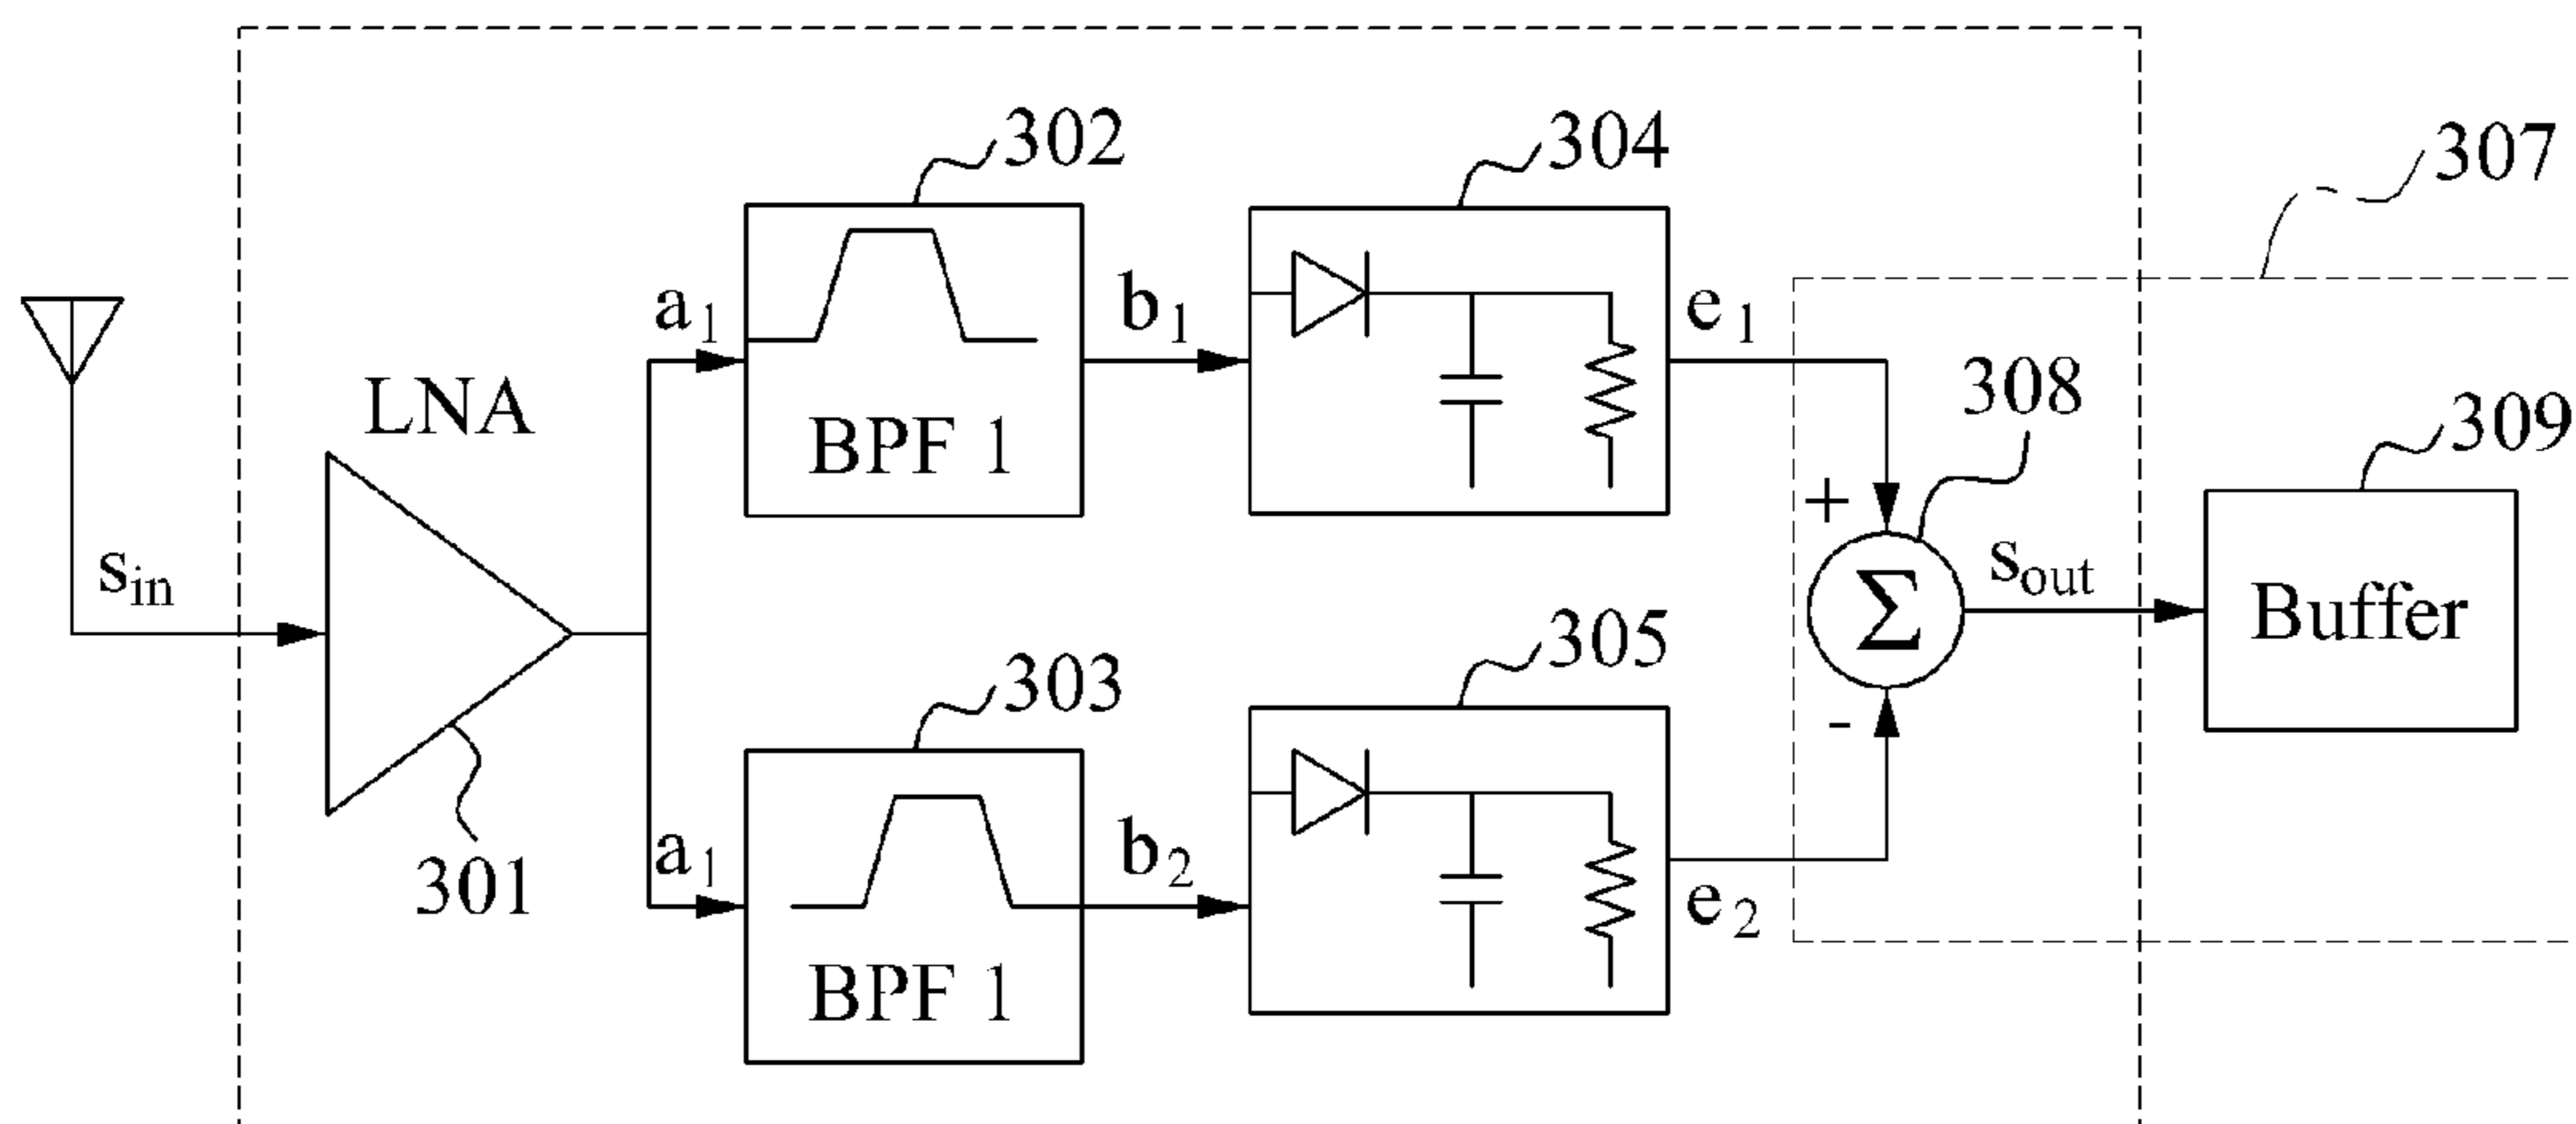 302
304
307
a1
b1
e1
LNA
BPF 1
308
309
+
sin
Σ
sout
Buffer
305
303
-
a1
b2
301
e2
BPF 1